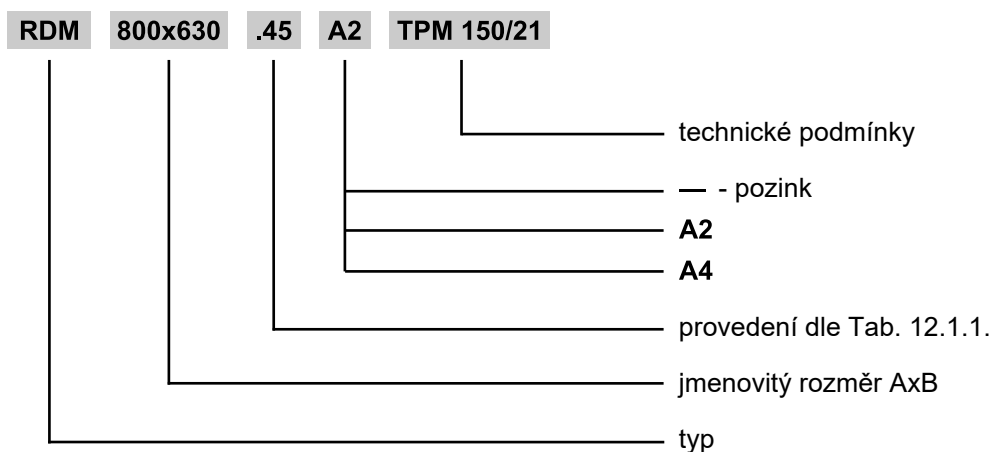 RDM 800x630 .45 A2 TPM 150/21
technické podmínky
— - pozink
A2
A4
provedení dle Tab. 12.1.1.
jmenovitý rozměr AxB
typ